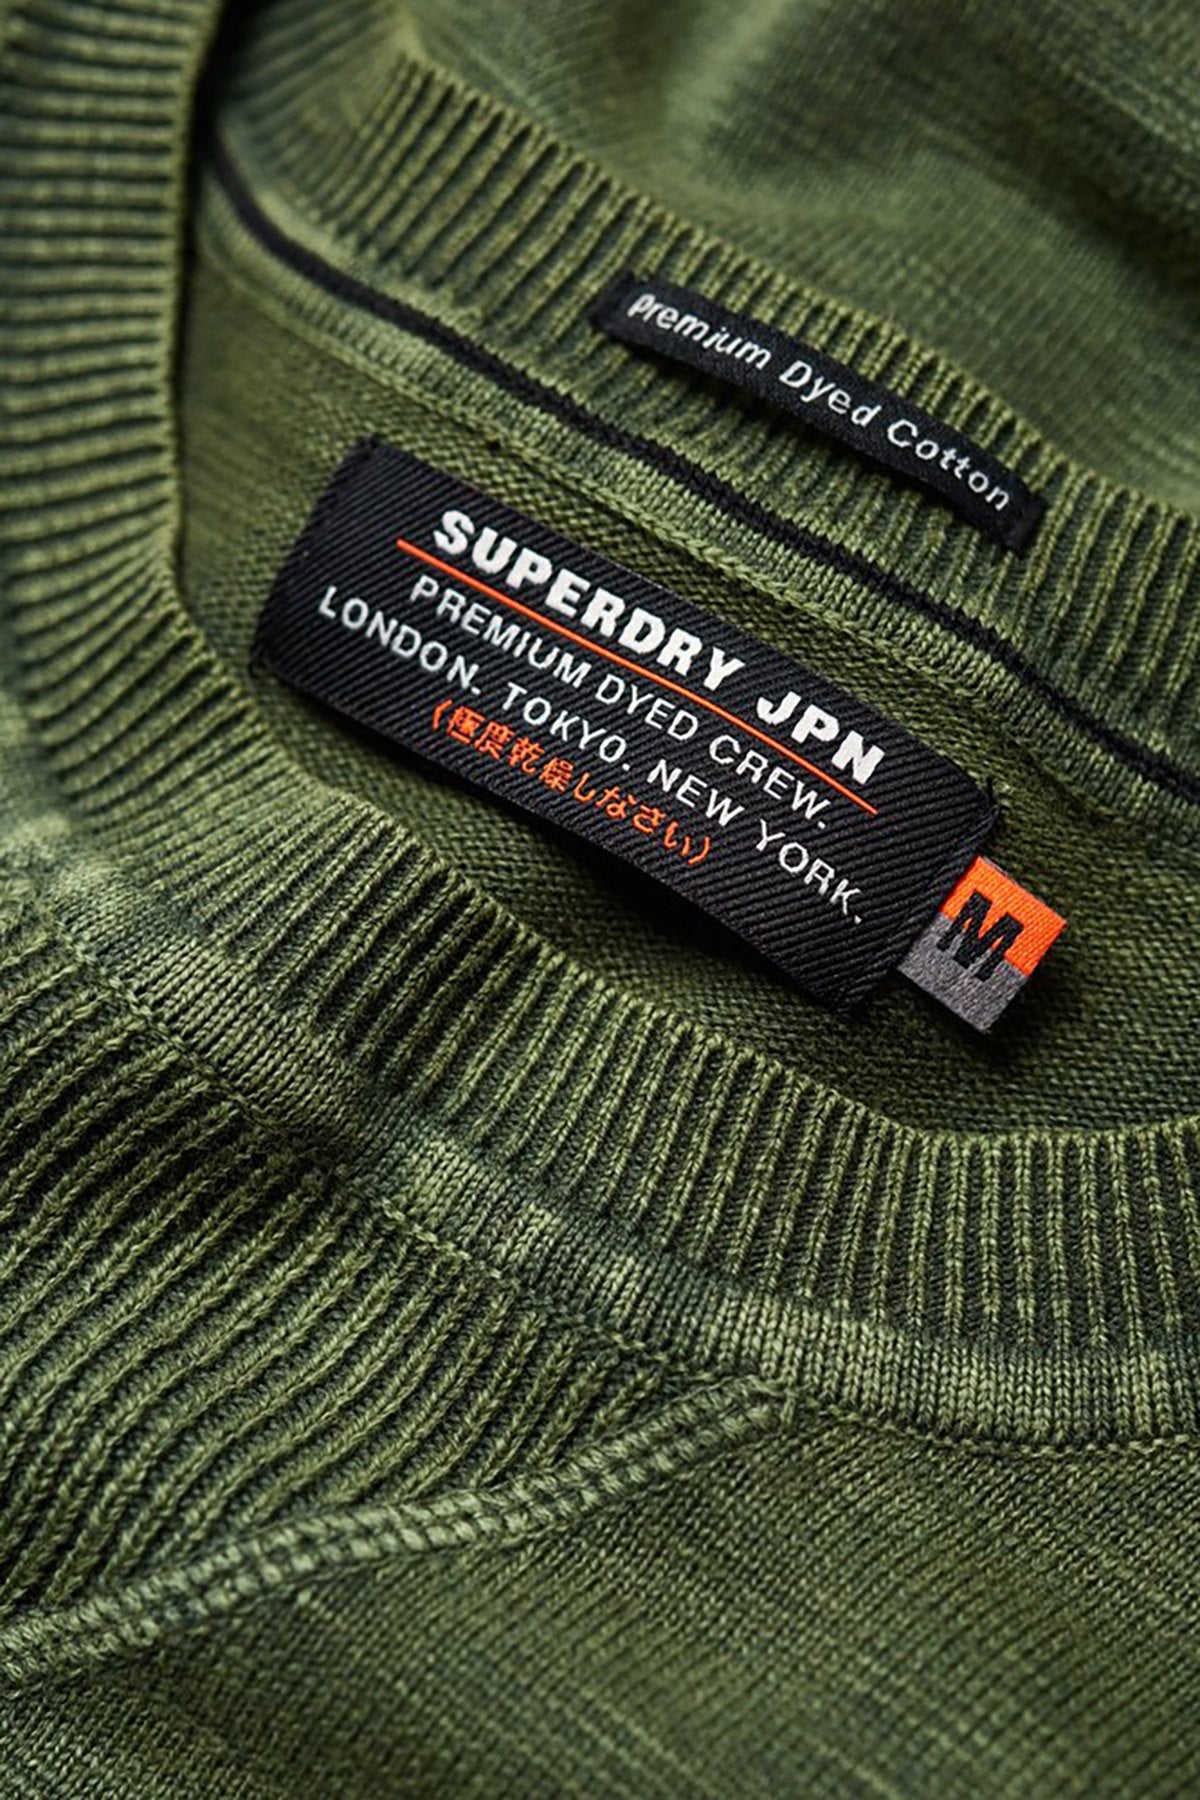 Premium Dyed Cotton
SUPERDRY JPN
PREMIUM DYED CREW.
LONDON. TOKYO. NEW YORK.
(極度乾燥しなさい)
M